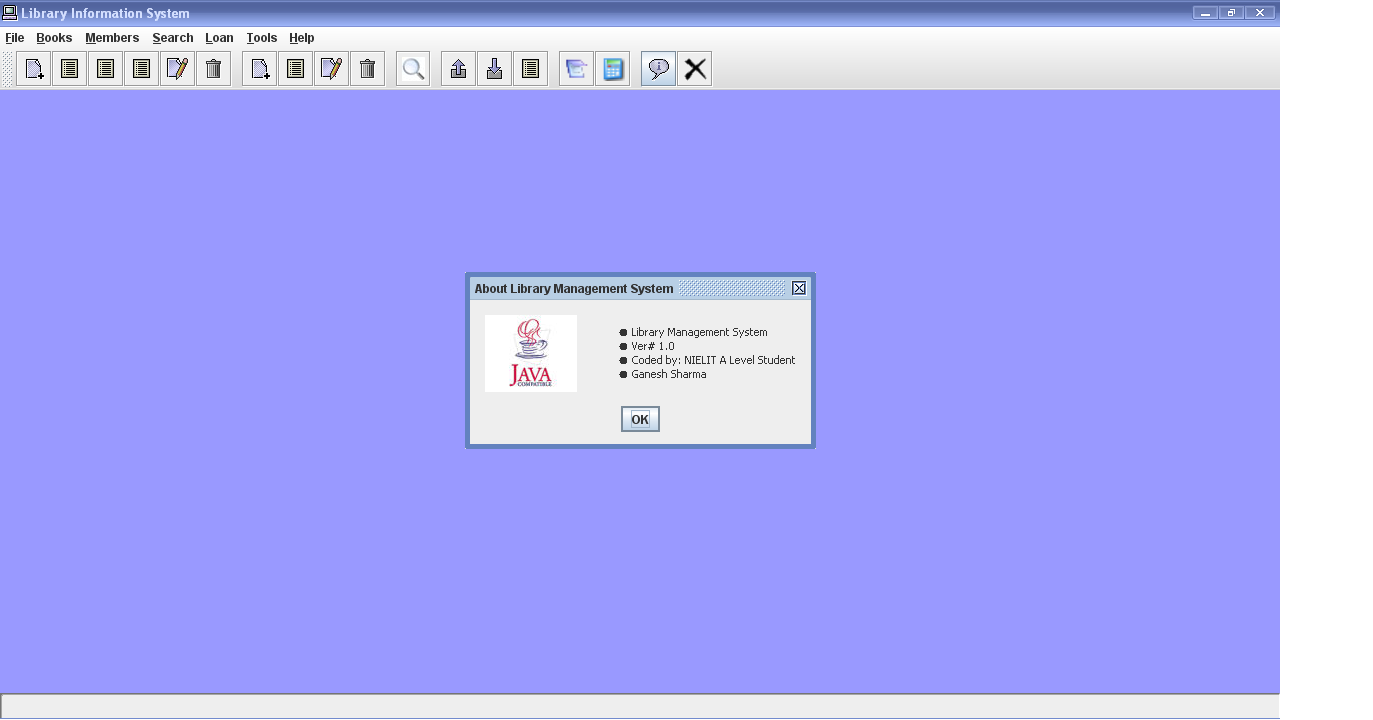 Library Information System
File Books Members Search Loan Tools Help
About Library Management System
JAVA
COMPATIBLE
Library Management System
Ver# 1.0
Coded by: NIELIT A Level Student
Ganesh Sharma
OK